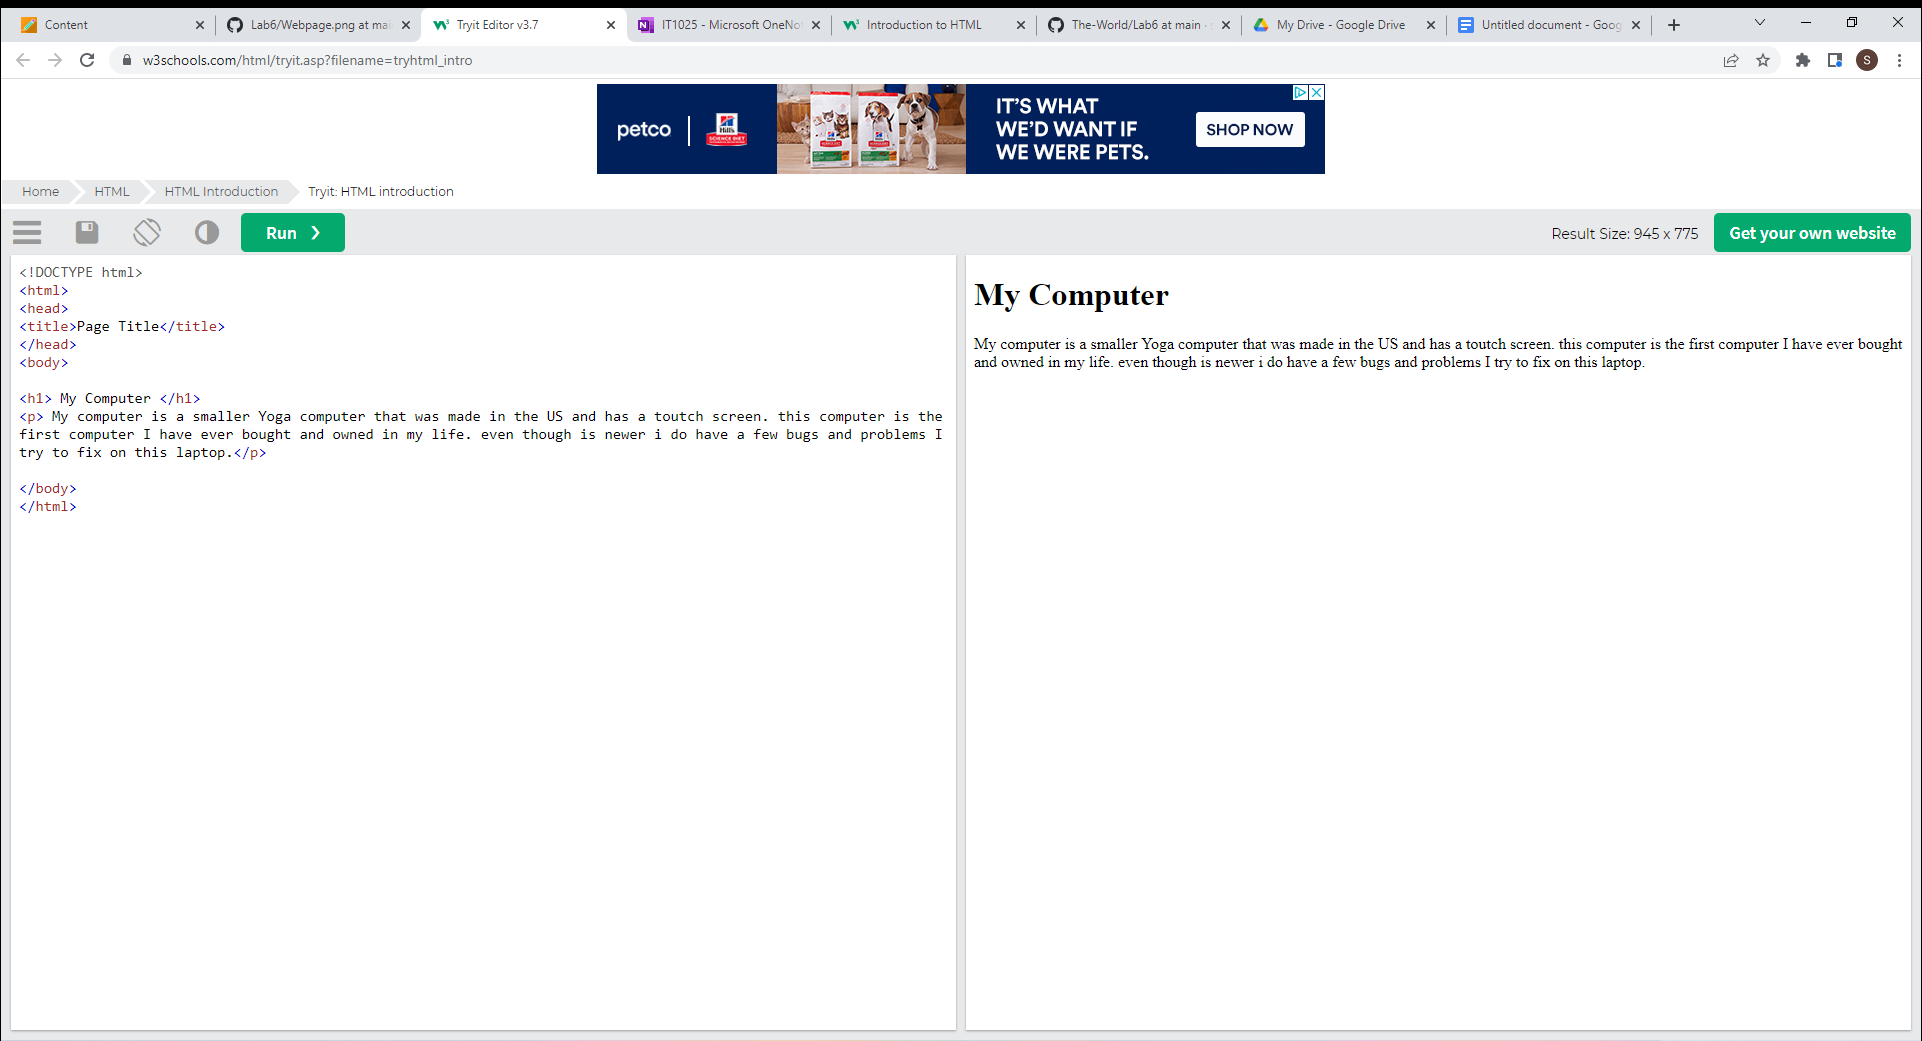 Content
Lab6/Webpage.png at mai
Tryit Editor v3.7
IT1025 - Microsoft OneNo
Introduction to HTML
The-World/Lab6 at main ·
My Drive - Google Drive
Untitled document - Goog
w3schools.com/html/tryit.asp?filename=tryhtml_intro
S
petco
Hill's
SCIENCE DIET
IT'S WHAT
WE'D WANT IF
WE WERE PETS.
SHOP NOW
Home
HTML
HTML Introduction
Tryit: HTML introduction
Run ❯
Result Size: 945 x 775
Get your own website
<!DOCTYPE html>
<html>
<head>
<title>Page Title</title>
</head>
<body>
<h1> My Computer </h1>
<p> My computer is a smaller Yoga computer that was made in the US and has a toutch screen. this computer is the
first computer I have ever bought and owned in my life. even though is newer i do have a few bugs and problems I
try to fix on this laptop.</p>
</body>
</html>
My Computer
My computer is a smaller Yoga computer that was made in the US and has a toutch screen. this computer is the first computer I have ever bought
and owned in my life. even though is newer i do have a few bugs and problems I try to fix on this laptop.